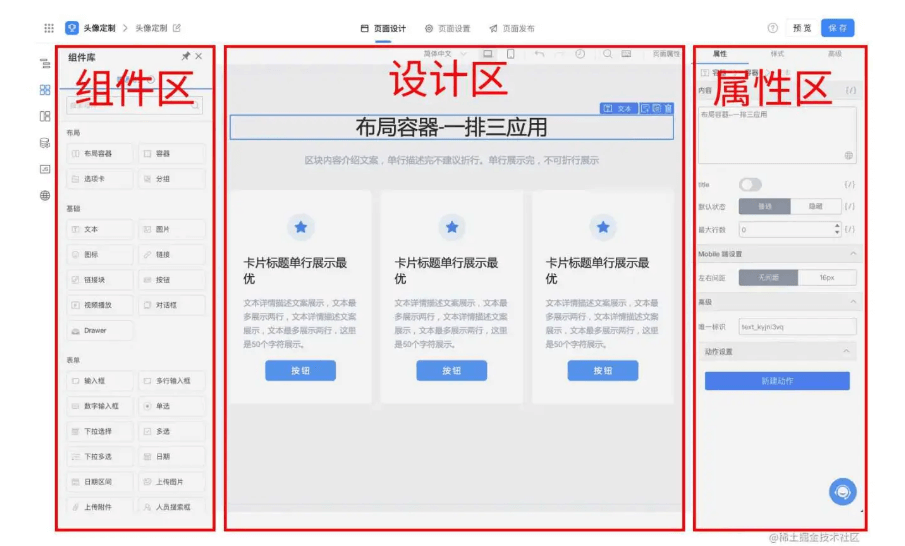 头像定制 > 头像定制
页面设计 页面设置 页面发布
预览 保存
组件库
组件区
布局
布局容器 容器
选项卡 分组
基础
文本 图片
图标 链接
链接块 按钮
视频播放 对话框
Drawer
表单
输入框 多行输入框
数字输入框 单选
下拉选择 多选
下拉多选 日期
日期区间 上传图片
上传附件 人员搜索框
简体中文 页面属性
设计区
文本
布局容器-一排三应用
区块内容介绍文案，单行描述完不建议折行。单行展示完，不可折行展示
卡片标题单行展示最优
文本详情描述文案展示，文本最多展示两行，文本详情描述文案展示，文本最多展示两行，这里是50个字符展示。
按钮
卡片标题单行展示最优
文本详情描述文案展示，文本最多展示两行，文本详情描述文案展示，文本最多展示两行，这里是50个字符展示。
按钮
卡片标题单行展示最优
文本详情描述文案展示，文本最多展示两行，文本详情描述文案展示，文本最多展示两行，这里是50个字符展示。
按钮
属性 样式 高级
属性区
内容 {/}
布局容器-一排三应用
title {/}
默认状态 隐藏 {/}
最大行数 0 {/}
Mobile 端设置
左右间距 无间距 16px
高级
唯一标识
动作设置
新建动作
@稀土掘金技术社区